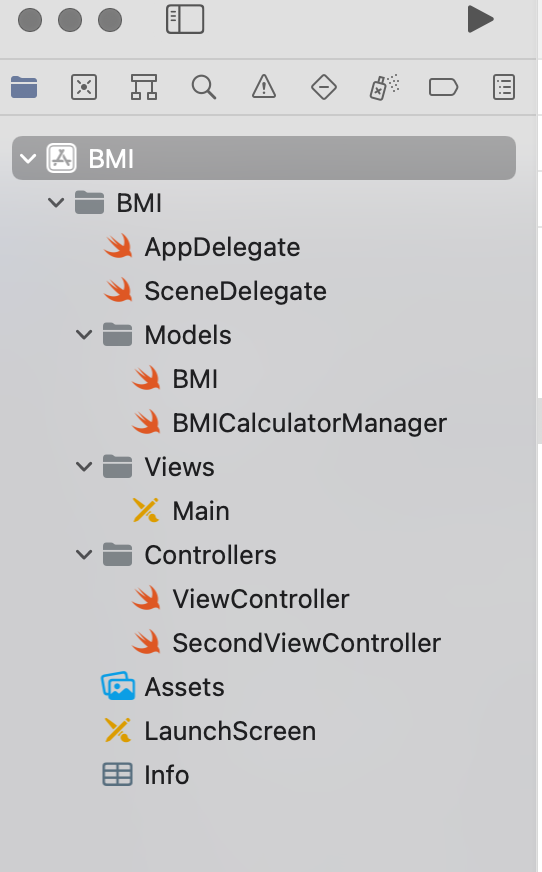 BMI
BMI
AppDelegate
SceneDelegate
Models
BMI
BMICalculatorManager
Views
Main
Controllers
ViewController
SecondViewController
Assets
LaunchScreen
Info